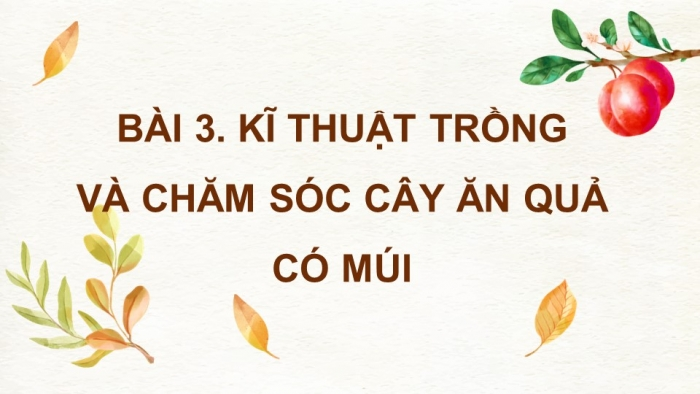 BÀI 3. KĨ THUẬT TRỒNG
VÀ CHĂM SÓC CÂY ĂN QUẢ
CÓ MÚI